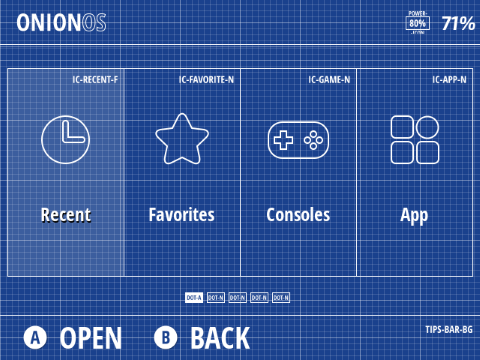 ONIONOS
POWER-
80%
71%
IC-RECENT-F
IC-FAVORITE-N
IC-GAME-N
IC-APP-N
Recent
Favorites
Consoles
App
DOT-A DOT-N DOT-N DOT-N DOT-N
A OPEN B BACK
TIPS-BAR-BG